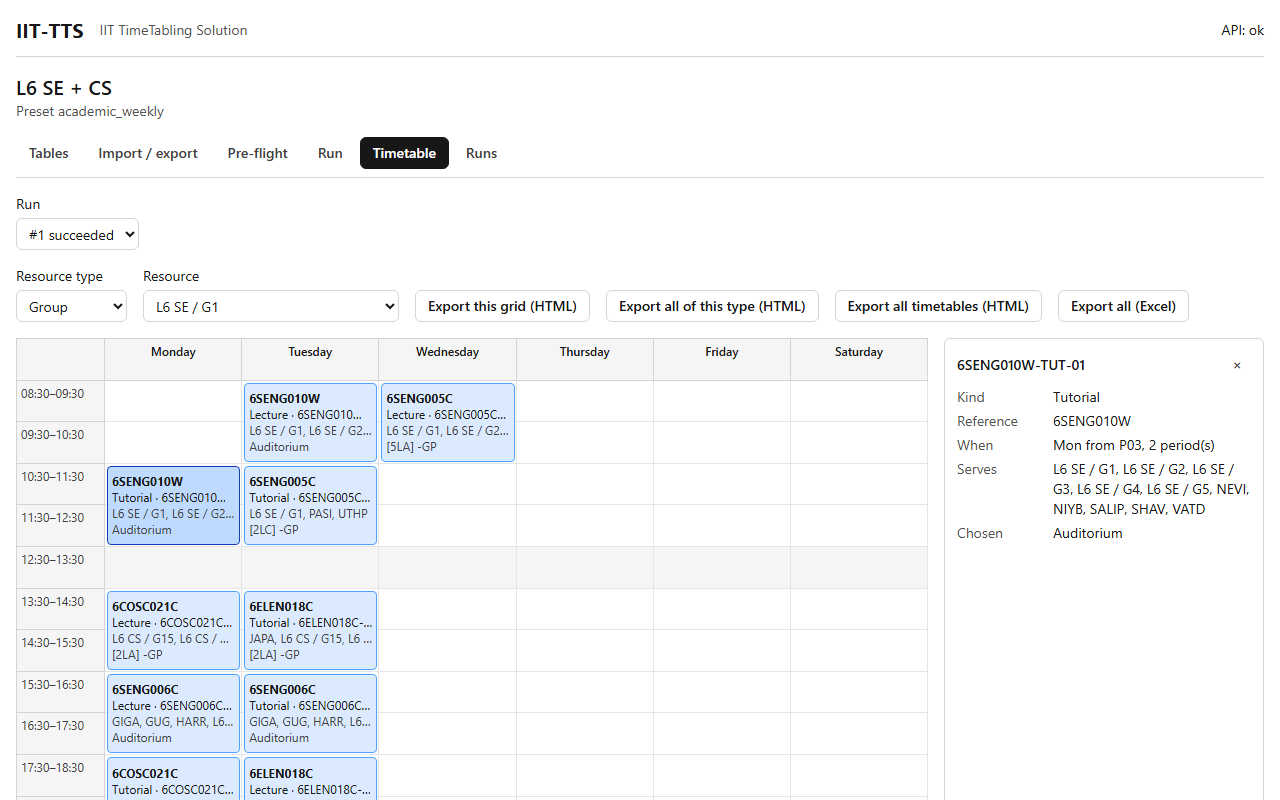 IIT-TTS IIT TimeTabling Solution API: ok
L6 SE + CS
Preset academic_weekly
Tables Import / export Pre-flight Run Timetable Runs
Run
#1 succeeded
Resource type Resource
Group L6 SE / G1 Export this grid (HTML) Export all of this type (HTML) Export all timetables (HTML) Export all (Excel)
Monday Tuesday Wednesday Thursday Friday Saturday
08:30–09:30
09:30–10:30
10:30–11:30
11:30–12:30
12:30–13:30
13:30–14:30
14:30–15:30
15:30–16:30
16:30–17:30
17:30–18:30
6SENG010W
Tutorial · 6SENG010...
L6 SE / G1, L6 SE / G2...
Auditorium
6COSC021C
Lecture · 6COSC021C...
L6 CS / G15, L6 CS / ...
[2LA] -GP
6SENG006C
Lecture · 6SENG006C...
GIGA, GUG, HARR, L6...
Auditorium
6COSC021C
Tutorial · 6COSC021C...
6SENG010W
Lecture · 6SENG010...
L6 SE / G1, L6 SE / G2...
Auditorium
6SENG005C
Tutorial · 6SENG005C...
L6 SE / G1, PASI, UTHP
[2LC] -GP
6ELEN018C
Tutorial · 6ELEN018C-...
JAPA, L6 CS / G15, L6 ...
[2LA] -GP
6SENG006C
Tutorial · 6SENG006C...
GIGA, GUG, HARR, L6...
Auditorium
6ELEN018C
Lecture · 6ELEN018C-...
6SENG005C
Lecture · 6SENG005C...
L6 SE / G1, L6 SE / G2...
[5LA] -GP
6SENG010W-TUT-01 ×
Kind Tutorial
Reference 6SENG010W
When Mon from P03, 2 period(s)
Serves L6 SE / G1, L6 SE / G2, L6 SE /
G3, L6 SE / G4, L6 SE / G5, NEVI,
NIYB, SALIP, SHAV, VATD
Chosen Auditorium